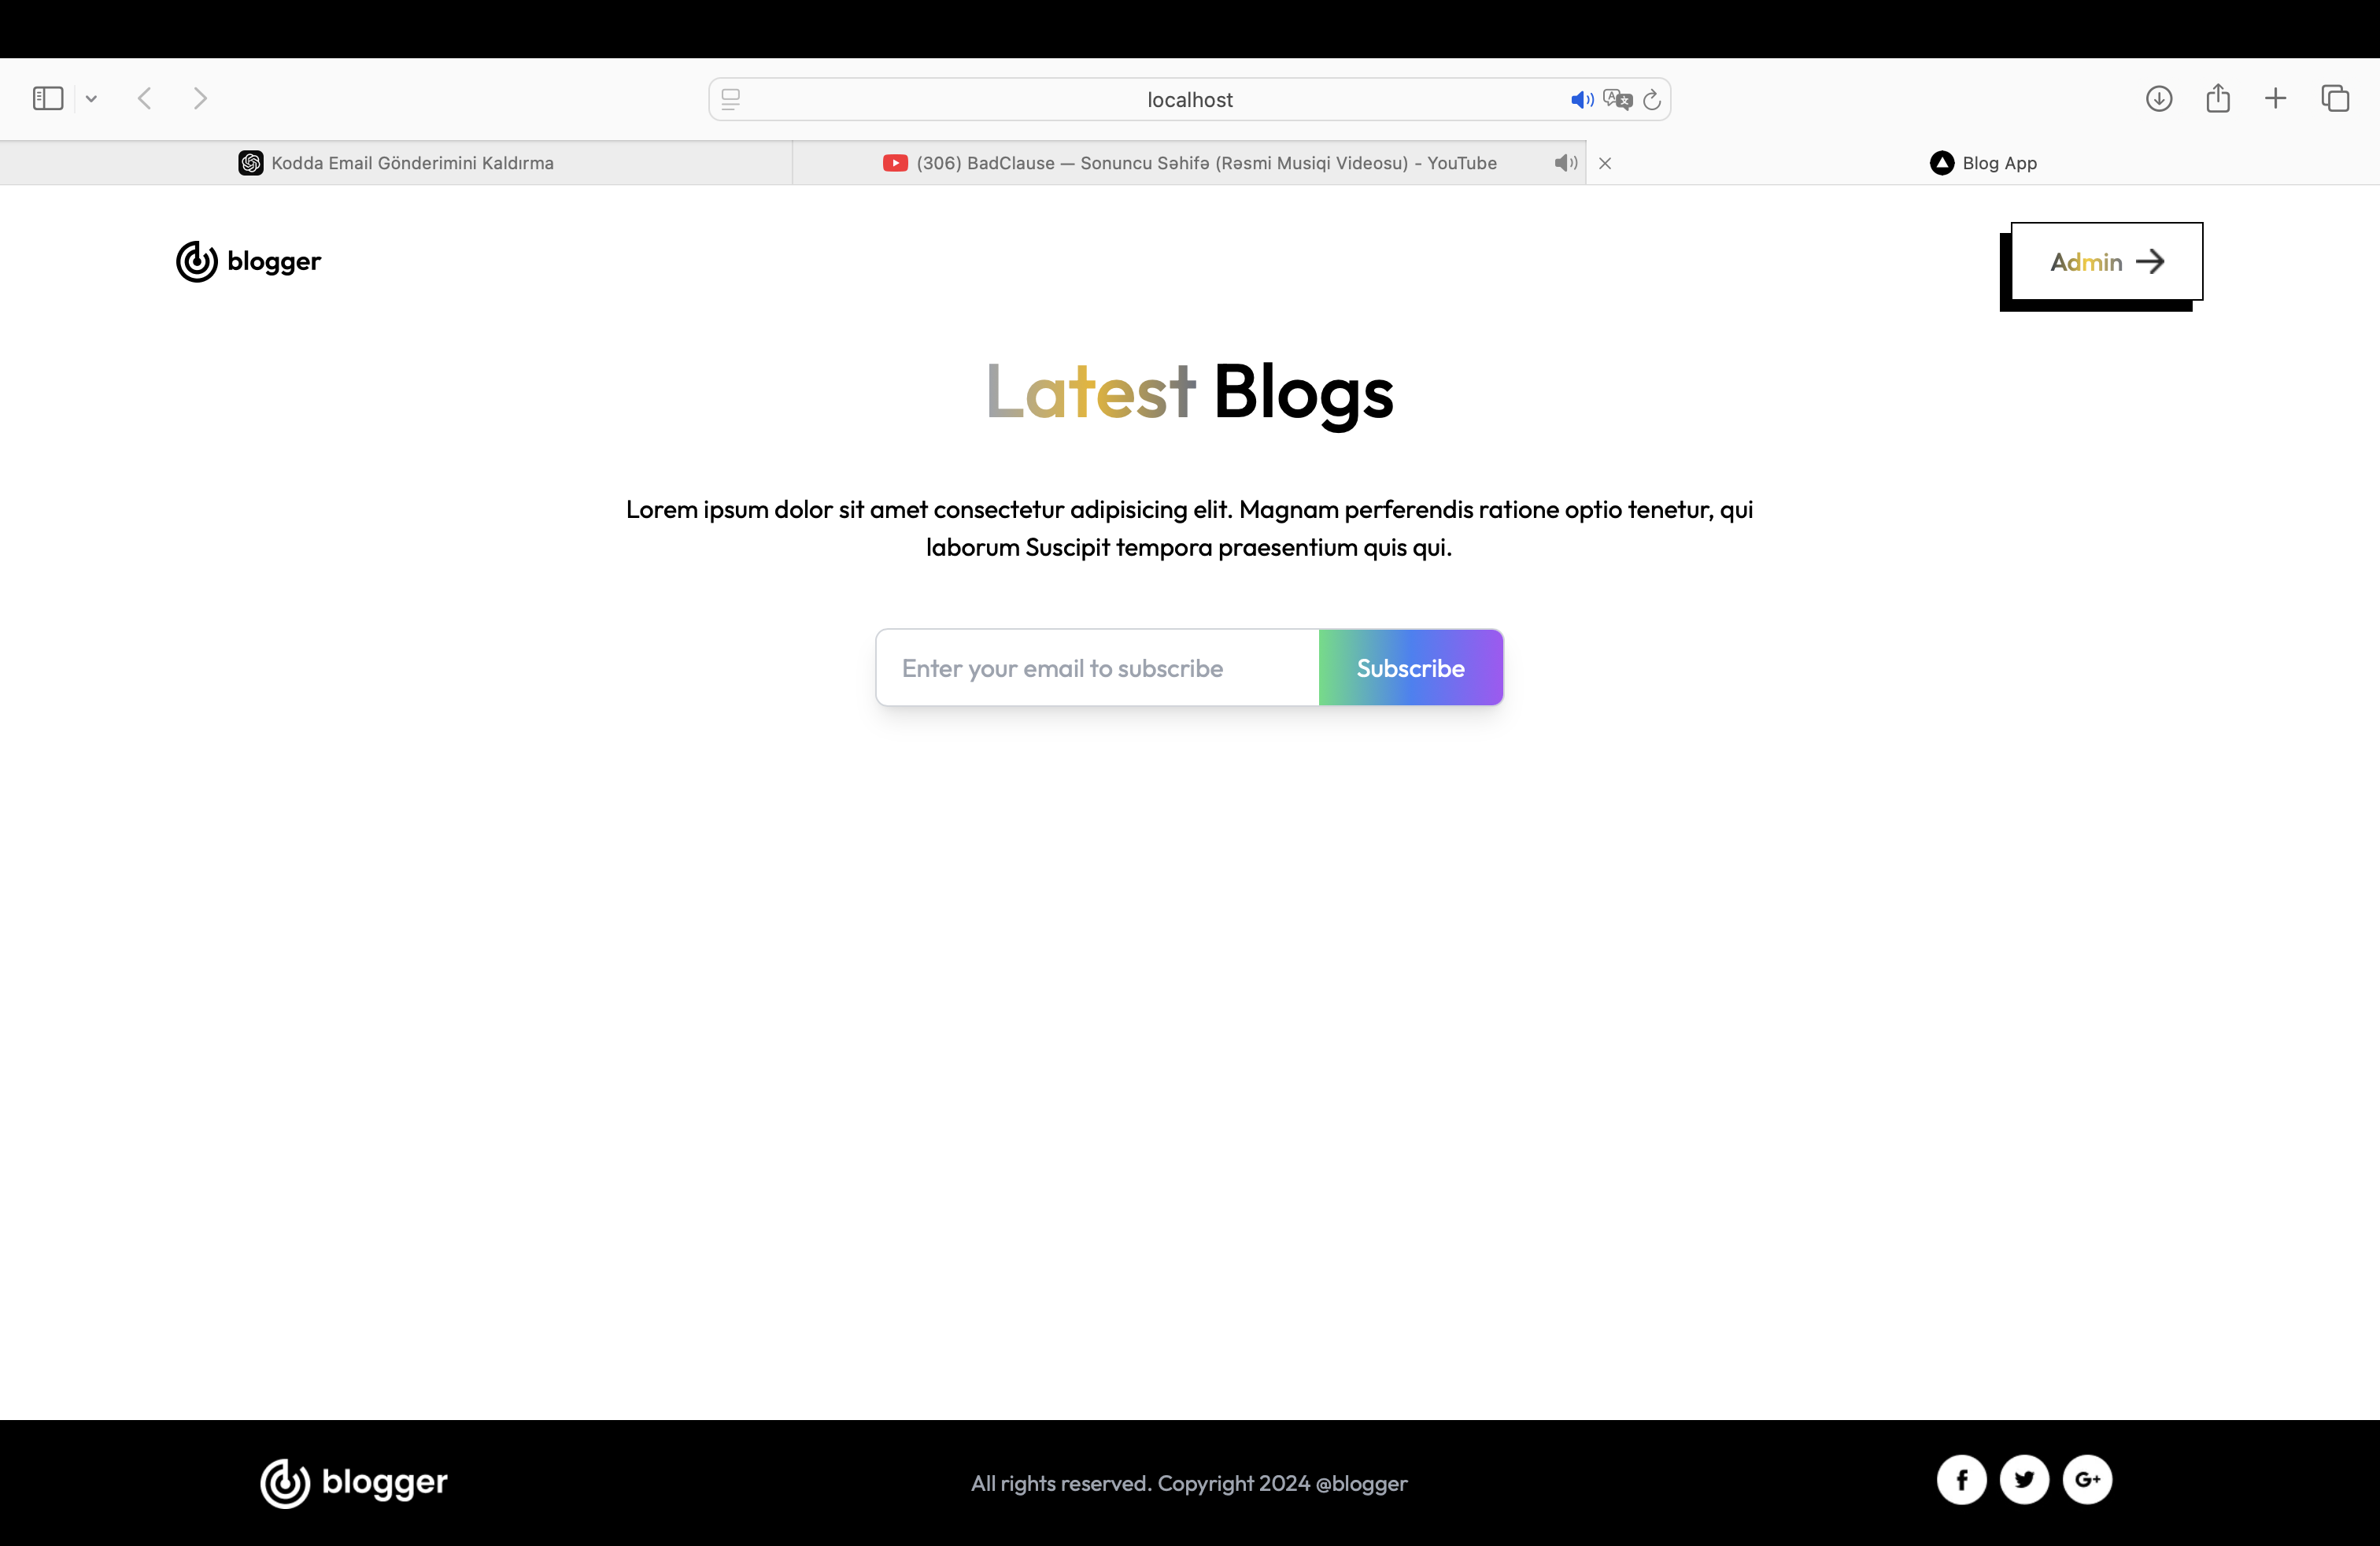 localhost
Kodda Email Gönderimini Kaldırma
(306) BadClause — Sonuncu Səhifə (Rəsmi Musiqi Videosu) - YouTube
Blog App
blogger
Admin
Latest Blogs
Lorem ipsum dolor sit amet consectetur adipisicing elit. Magnam perferendis ratione optio tenetur, qui
laborum Suscipit tempora praesentium quis qui.
Enter your email to subscribe
Subscribe
blogger
All rights reserved. Copyright 2024 @blogger
f
G+